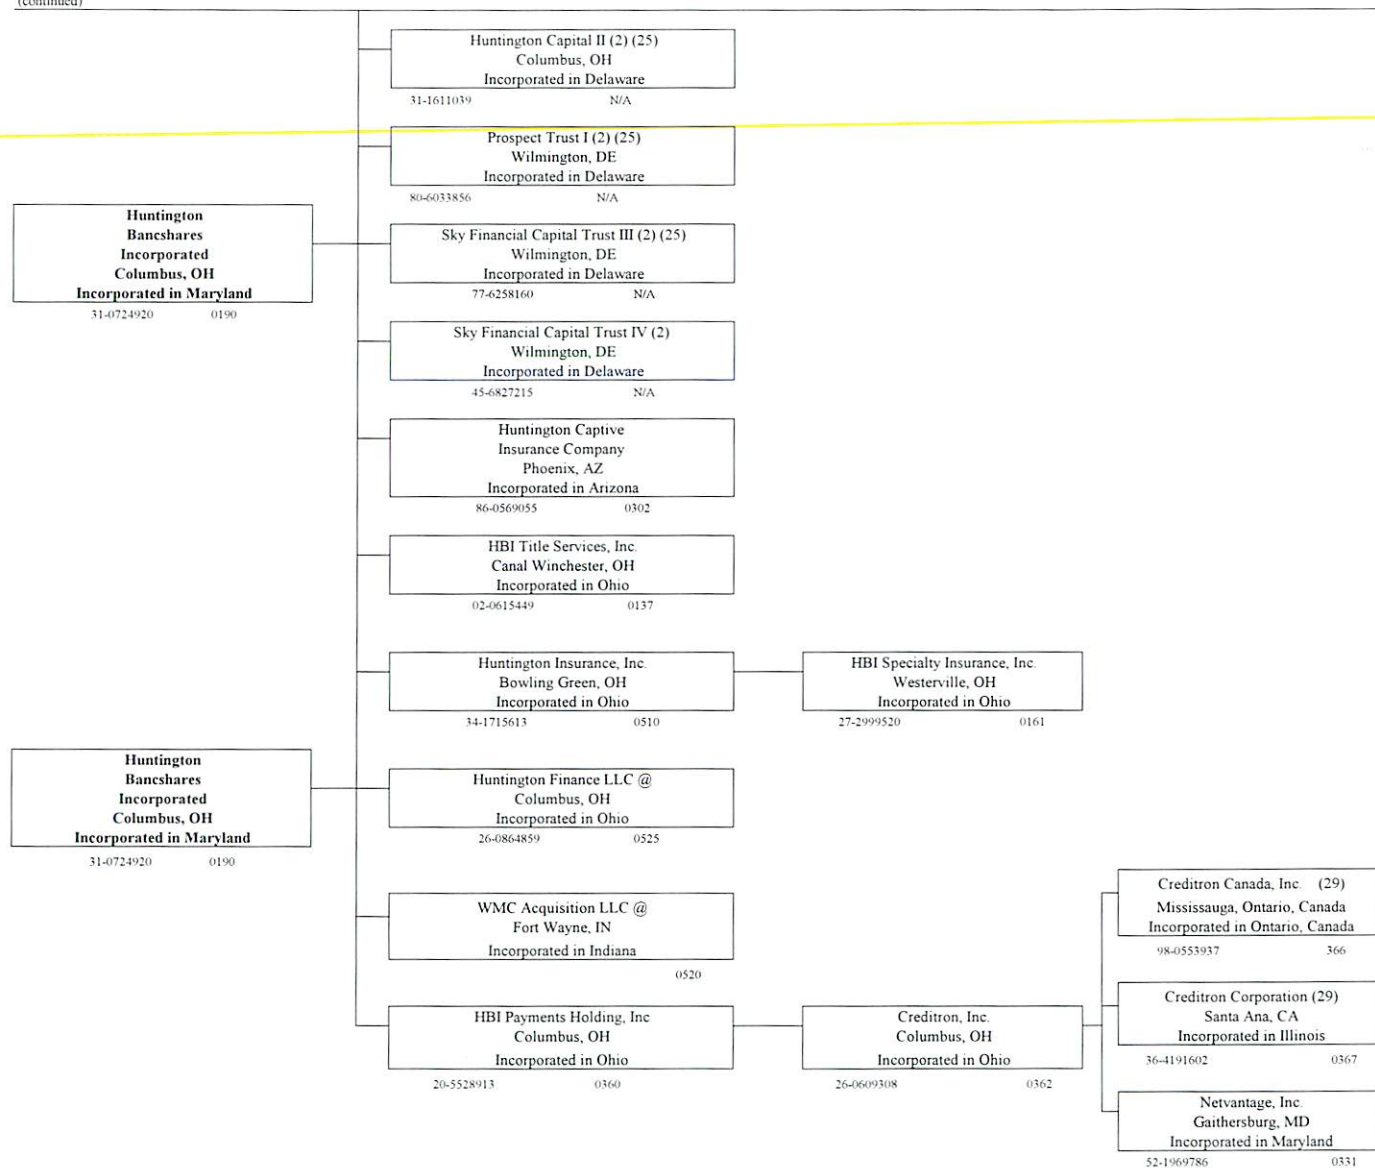 (continued)
Huntington Capital II (2) (25)
Columbus, OH
Incorporated in Delaware
31-1611039 N/A
Prospect Trust I (2) (25)
Wilmington, DE
Incorporated in Delaware
80-6033856 N/A
Huntington
Bancshares
Incorporated
Columbus, OH
Incorporated in Maryland
31-0724920 0190
Sky Financial Capital Trust III (2) (25)
Wilmington, DE
Incorporated in Delaware
77-6258160 N/A
Sky Financial Capital Trust IV (2)
Wilmington, DE
Incorporated in Delaware
45-6827215 N/A
Huntington Captive
Insurance Company
Phoenix, AZ
Incorporated in Arizona
86-0569055 0302
HBI Title Services, Inc.
Canal Winchester, OH
Incorporated in Ohio
02-0615449 0137
Huntington Insurance, Inc.
Bowling Green, OH
Incorporated in Ohio
34-1715613 0510
HBI Specialty Insurance, Inc.
Westerville, OH
Incorporated in Ohio
27-2999520 0161
Huntington
Bancshares
Incorporated
Columbus, OH
Incorporated in Maryland
31-0724920 0190
Huntington Finance LLC @
Columbus, OH
Incorporated in Ohio
26-0864859 0525
WMC Acquisition LLC @
Fort Wayne, IN
Incorporated in Indiana
0520
HBI Payments Holding, Inc
Columbus, OH
Incorporated in Ohio
20-5528913 0360
Creditron, Inc.
Columbus, OH
Incorporated in Ohio
26-0609308 0362
Creditron Canada, Inc. (29)
Mississauga, Ontario, Canada
Incorporated in Ontario, Canada
98-0553937 366
Creditron Corporation (29)
Santa Ana, CA
Incorporated in Illinois
36-4191602 0367
Netvantage, Inc.
Gaithersburg, MD
Incorporated in Maryland
52-1969786 0331